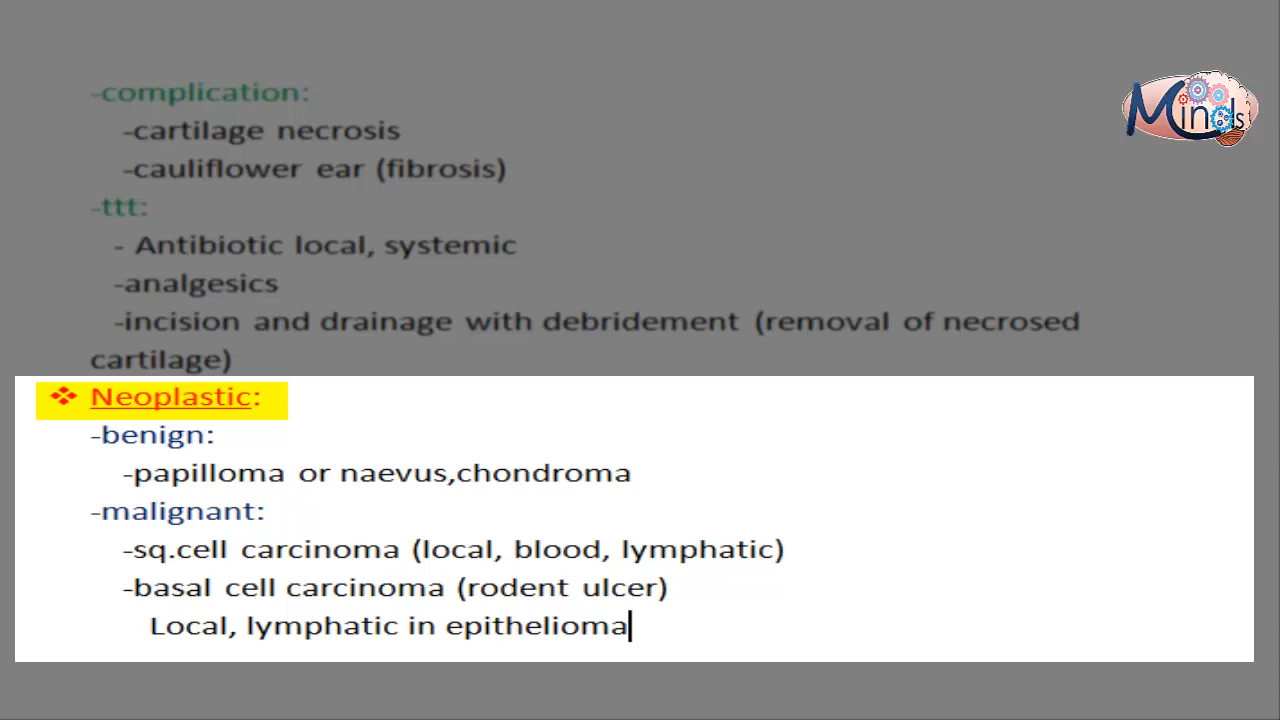 -complication:
-cartilage necrosis
-cauliflower ear (fibrosis)
-ttt:
- Antibiotic local, systemic
-analgesics
-incision and drainage with debridement (removal of necrosed
cartilage)
❖ Neoplastic:
-benign:
-papilloma or naevus,chondroma
-malignant:
-sq.cell carcinoma (local, blood, lymphatic)
-basal cell carcinoma (rodent ulcer)
Local, lymphatic in epithelioma
Minds